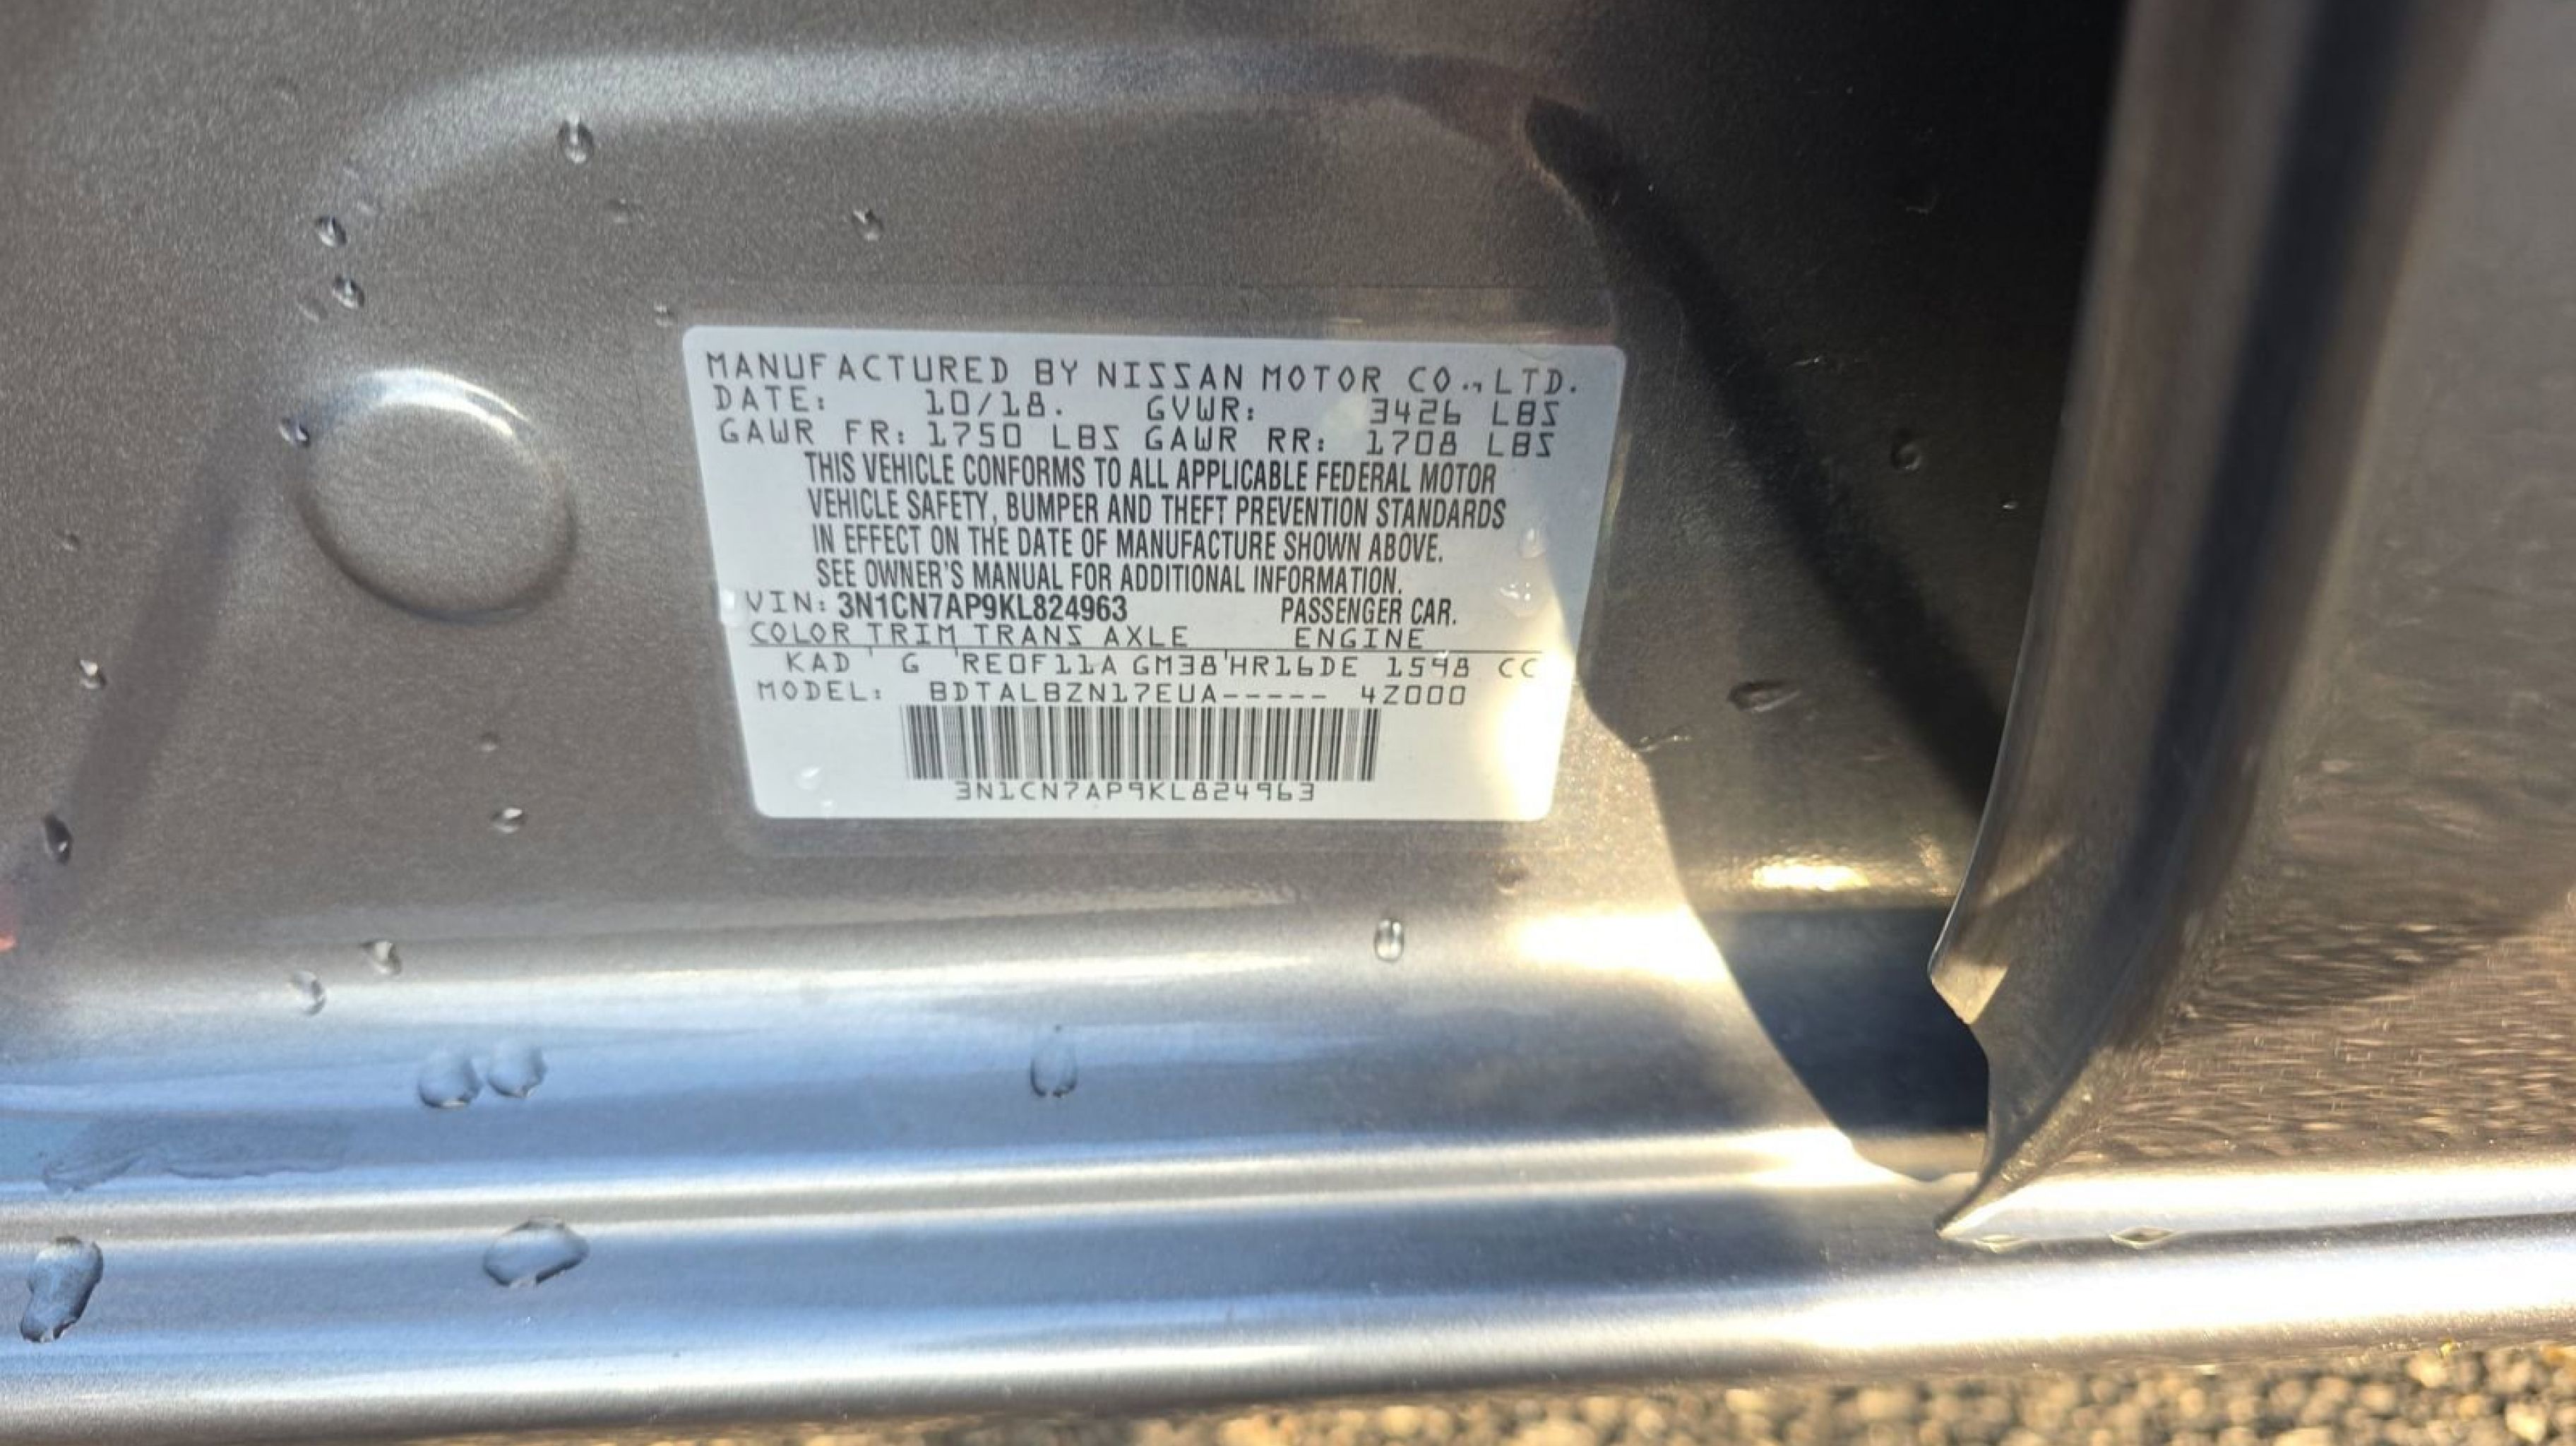 MANUFACTURED BY NISSAN MOTOR CO., LTD.
DATE: 10/18. GVWR: 3426 LBS
GAWR FR: 1750 LBS GAWR RR: 1708 LBS
THIS VEHICLE CONFORMS TO ALL APPLICABLE FEDERAL MOTOR
VEHICLE SAFETY, BUMPER AND THEFT PREVENTION STANDARDS
IN EFFECT ON THE DATE OF MANUFACTURE SHOWN ABOVE.
SEE OWNER'S MANUAL FOR ADDITIONAL INFORMATION.
VIN: 3N1CN7AP9KL824963 PASSENGER CAR.
COLOR TRIM TRANS AXLE ENGINE
KAD G RE0F11A GM38 HR16DE 1598 CC
MODEL: BDTALBZN17EUA----- 4Z000
3N1CN7AP9KL824963